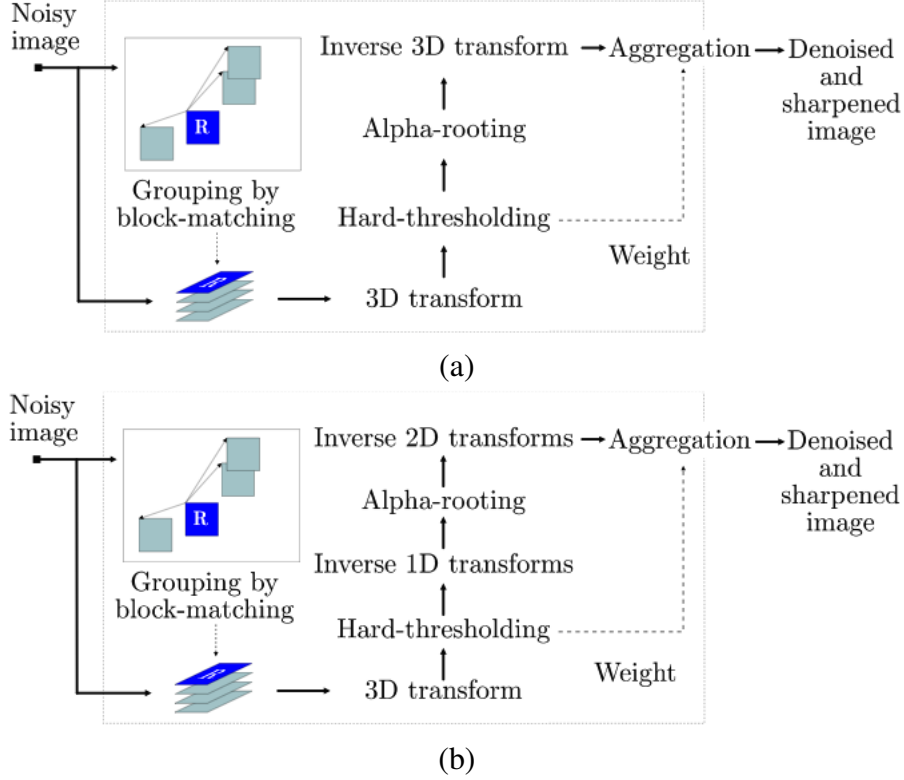 Noisy
image
R
Grouping by
block-matching
Inverse 3D transform
Aggregation
Denoised
and
sharpened
image
Alpha-rooting
Hard-thresholding
Weight
3D transform
(a)
Noisy
image
R
Grouping by
block-matching
Inverse 2D transforms
Aggregation
Denoised
and
sharpened
image
Alpha-rooting
Inverse 1D transforms
Hard-thresholding
Weight
3D transform
(b)